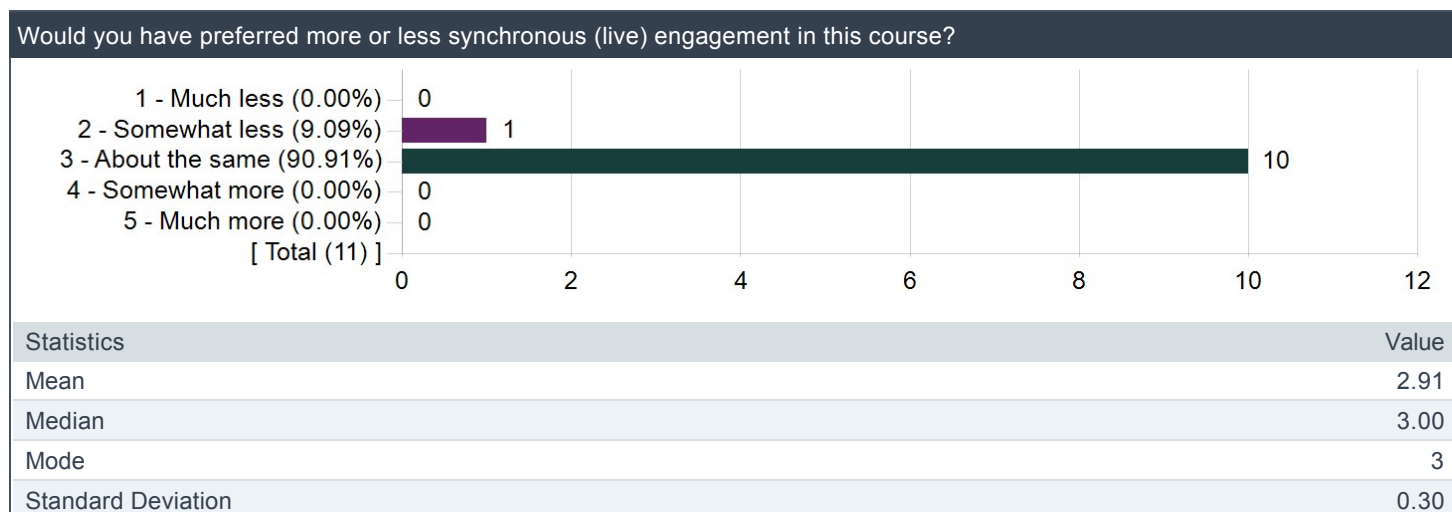 Would you have preferred more or less synchronous (live) engagement in this course?
1 - Much less (0.00%) 0
2 - Somewhat less (9.09%) 1
3 - About the same (90.91%) 10
4 - Somewhat more (0.00%) 0
5 - Much more (0.00%) 0
[ Total (11) ]
0 2 4 6 8 10 12
Statistics Value
Mean 2.91
Median 3.00
Mode 3
Standard Deviation 0.30